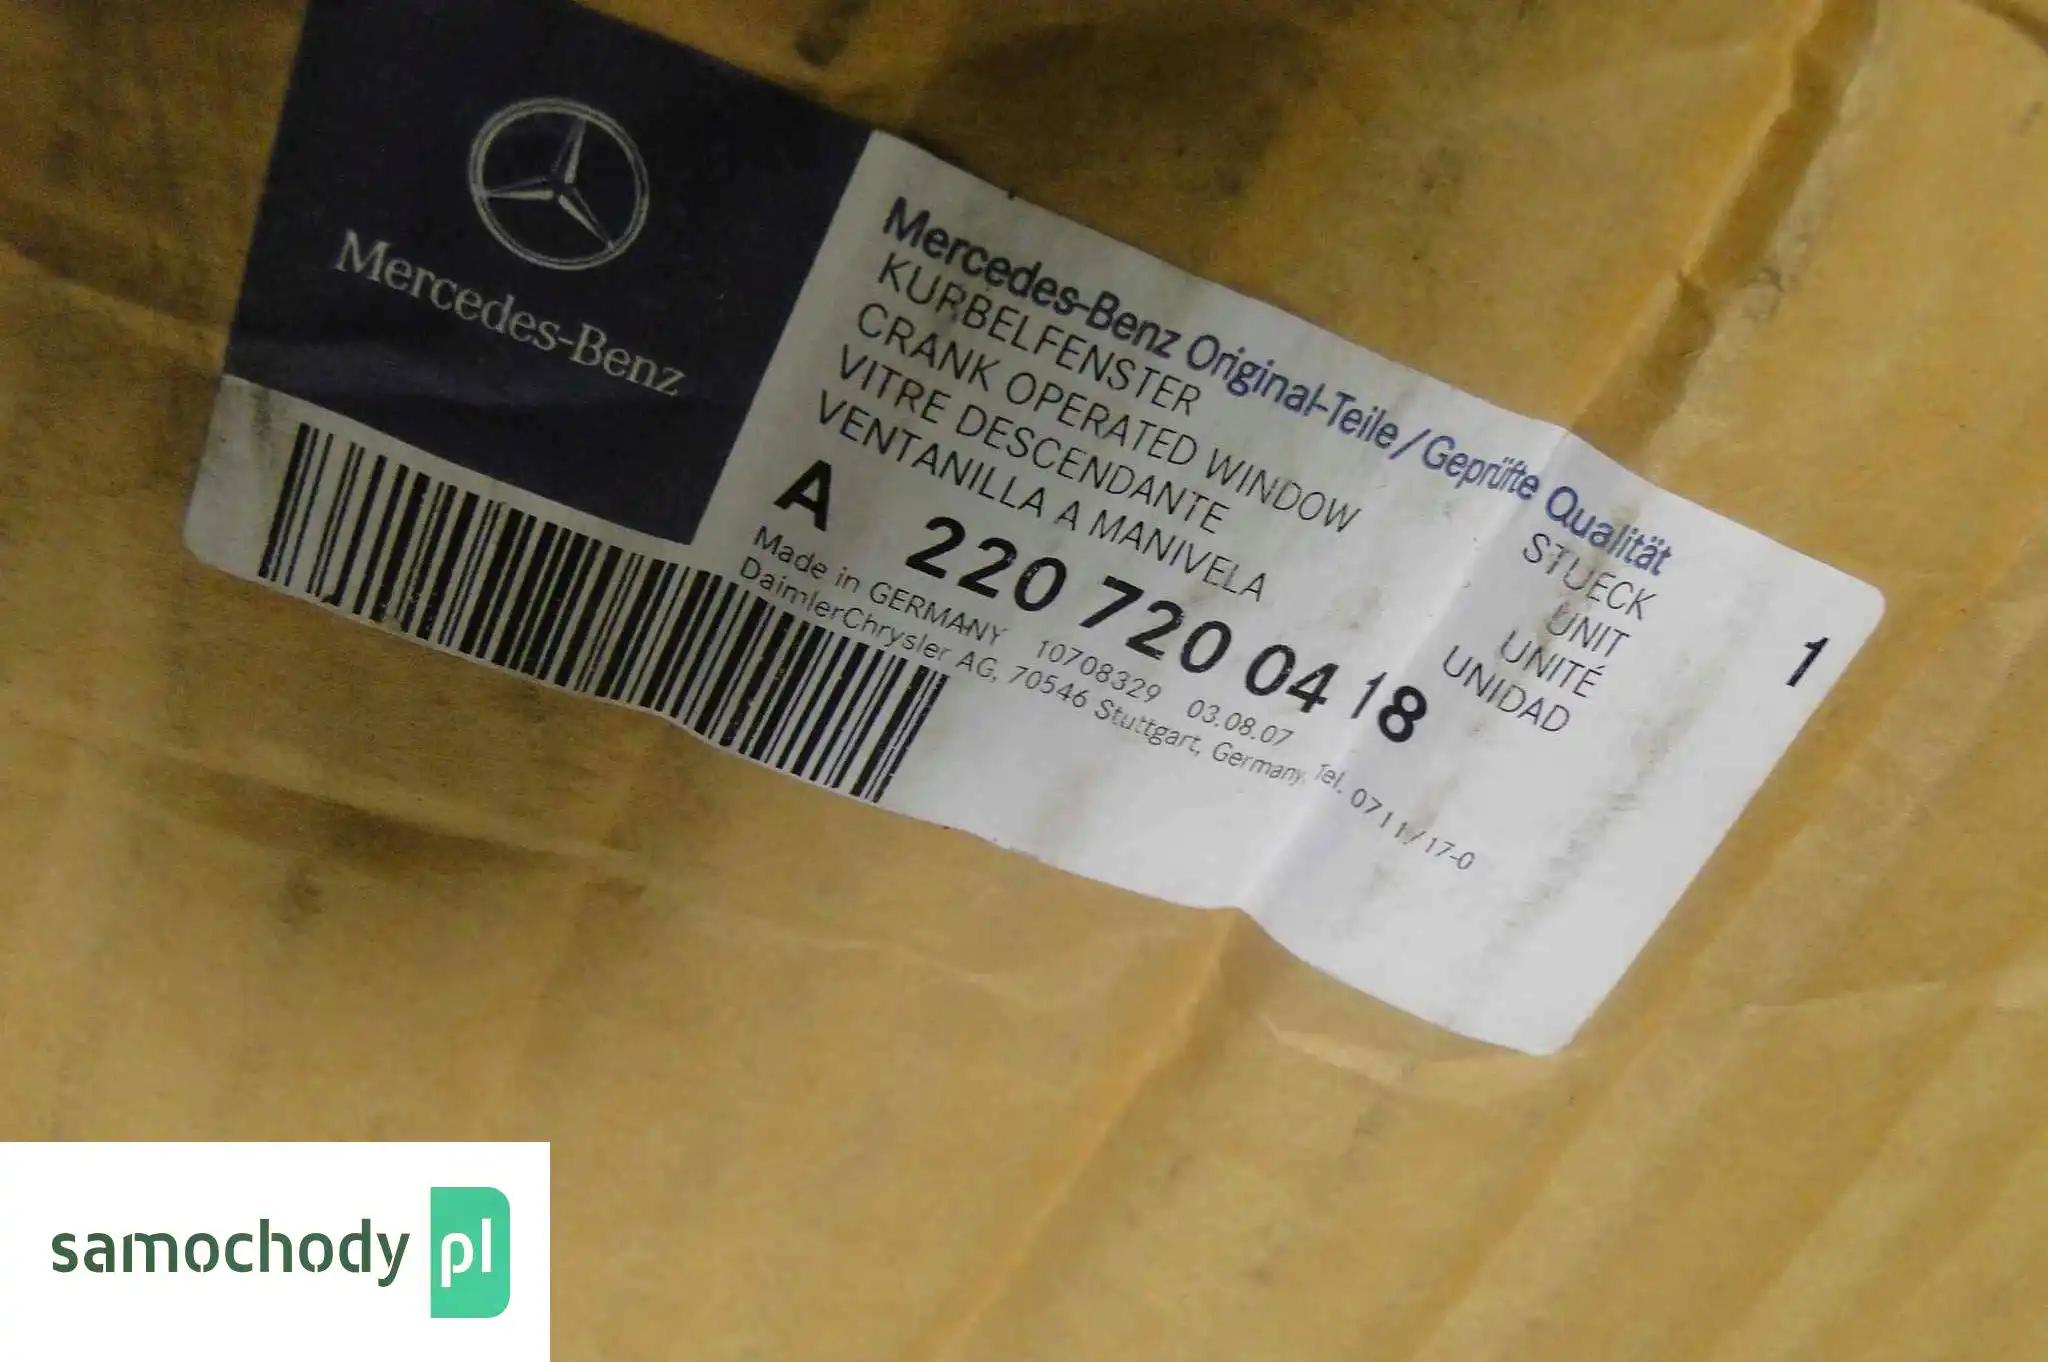 Mercedes-Benz
Mercedes-Benz Original-Teile/Geprüfte Qualität
KURBELFENSTER
CRANK OPERATED WINDOW
VITRE DESCENDANTE
VENTANILLA A MANIVELA
STUECK
UNIT
UNITÉ
UNIDAD
1
A 220 720 04 18
Made in GERMANY 10708329 03.08.07
DaimlerChrysler AG, 70546 Stuttgart, Germany, Tel. 0711/17-0
samochody pl